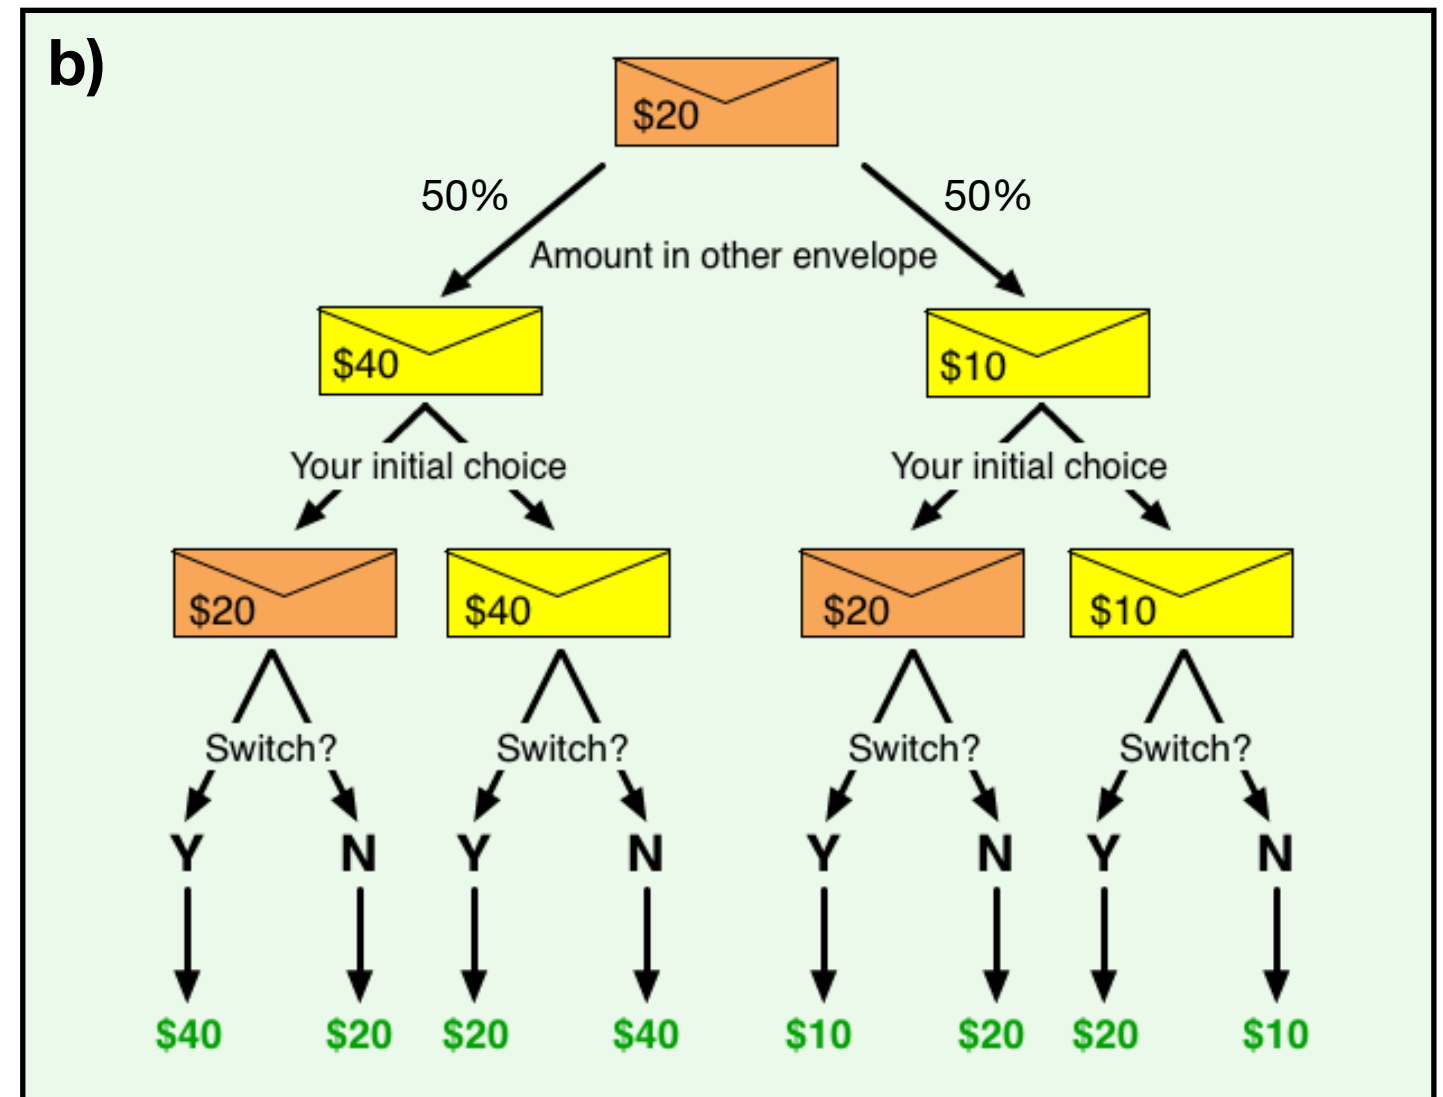 b)
$20
50% 50%
Amount in other envelope
$40 $10
Your initial choice Your initial choice
$20 $40 $20 $10
Switch? Switch? Switch? Switch?
Y N Y N Y N Y N
$40 $20 $20 $40 $10 $20 $20 $10